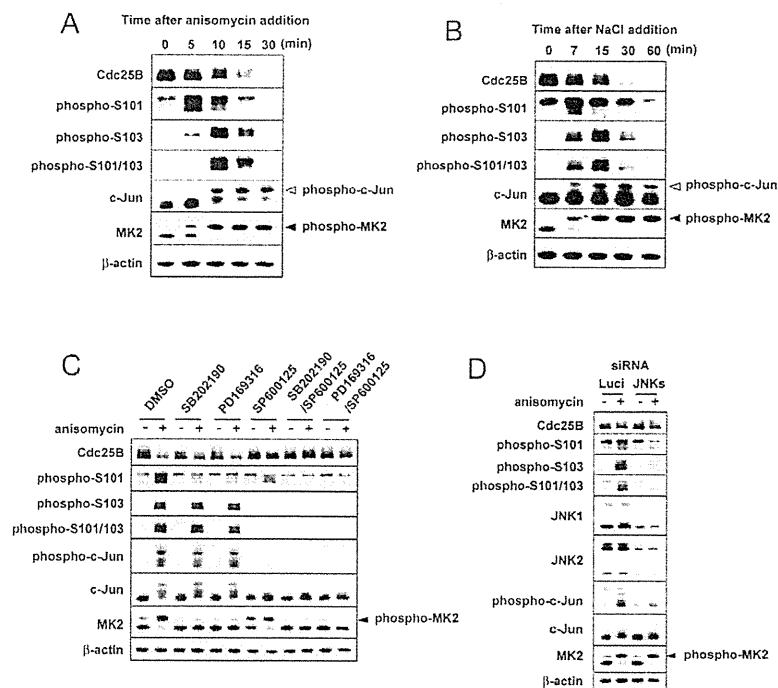 A
Time after anisomycin addition
0 5 10 15 30 (min)
Cdc25B
phospho-S101
phospho-S103
phospho-S101/103
c-Jun
phospho-c-Jun
MK2
phospho-MK2
β-actin
B
Time after NaCl addition
0 7 15 30 60 (min)
Cdc25B
phospho-S101
phospho-S103
phospho-S101/103
c-Jun
phospho-c-Jun
MK2
phospho-MK2
β-actin
C
DMSO
SB202190
PD169316
SP600125
SB202190
/SP600125
PD169316
/SP600125
anisomycin - + - + - + - + - + - +
Cdc25B
phospho-S101
phospho-S103
phospho-S101/103
phospho-c-Jun
c-Jun
MK2
phospho-MK2
β-actin
D
siRNA
Luci JNKs
anisomycin - + - +
Cdc25B
phospho-S101
phospho-S103
phospho-S101/103
JNK1
JNK2
phospho-c-Jun
c-Jun
MK2
phospho-MK2
β-actin